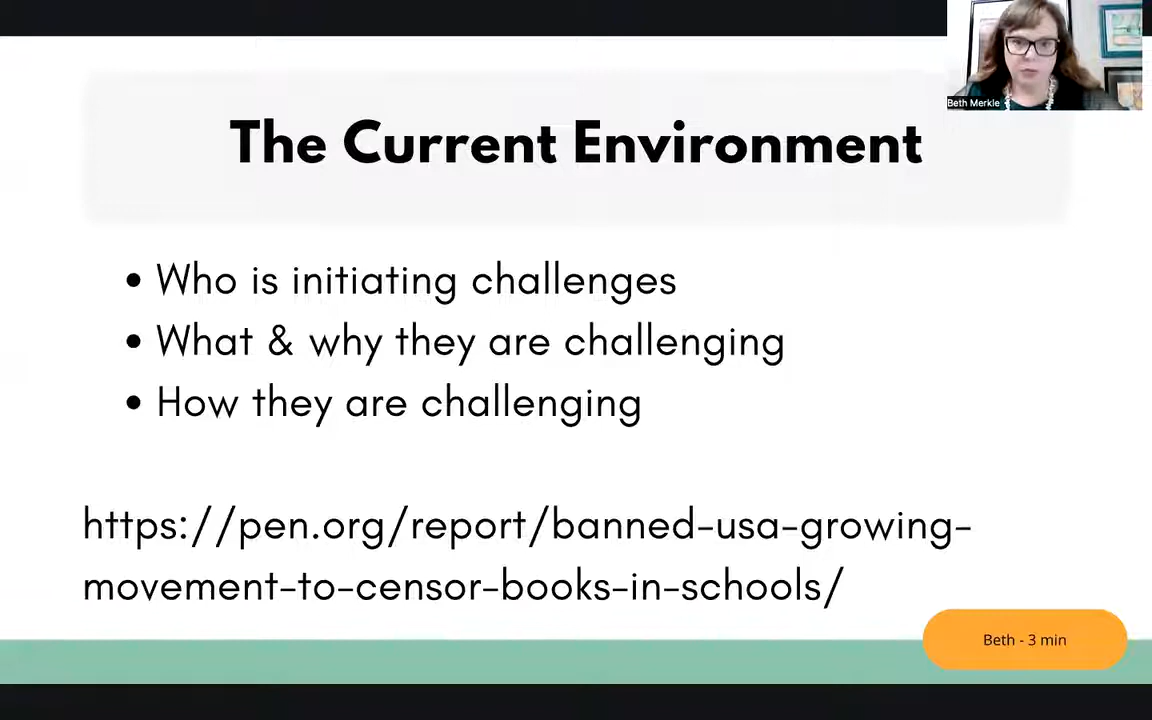 Beth Merkle
The Current Environment
• Who is initiating challenges
• What & why they are challenging
• How they are challenging
https://pen.org/report/banned-usa-growing-
movement-to-censor-books-in-schools/
Beth - 3 min